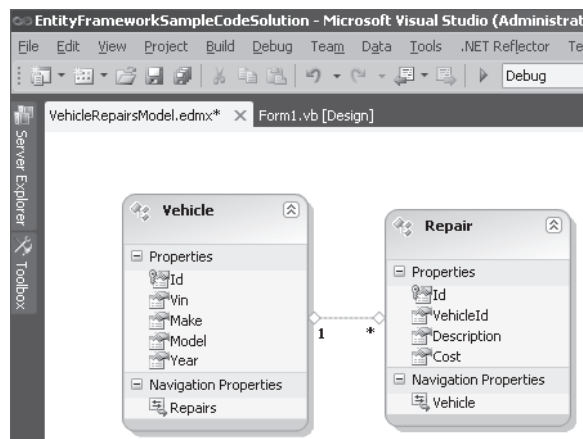 EntityFrameworkSampleCodeSolution - Microsoft Visual Studio (Administrat
File Edit View Project Build Debug Team Data Tools .NET Reflector Te
Debug
VehicleRepairsModel.edmx* Form1.vb [Design]
Server Explorer
Toolbox
Vehicle
Properties
Id
Vin
Make
Model
Year
Navigation Properties
Repairs
1
*
Repair
Properties
Id
VehicleId
Description
Cost
Navigation Properties
Vehicle